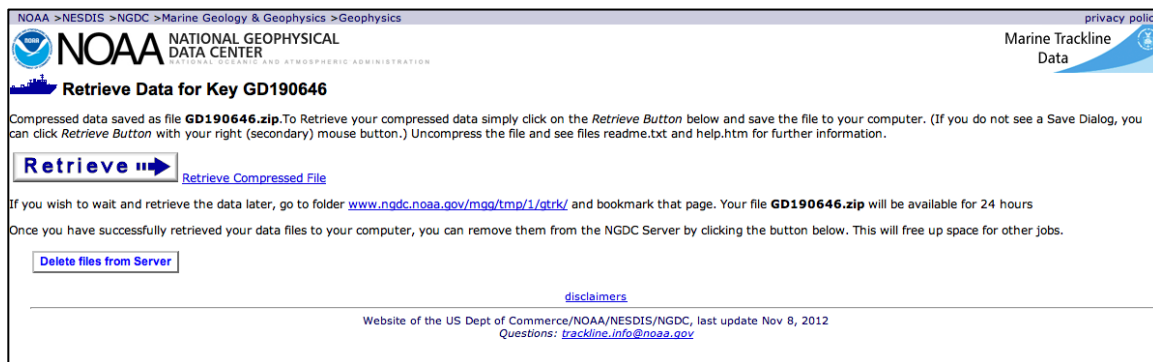 NOAA >NESDIS >NGDC >Marine Geology & Geophysics >Geophysics privacy polic
NOAA NATIONAL GEOPHYSICAL
DATA CENTER
NATIONAL OCEANIC AND ATMOSPHERIC ADMINISTRATION
Marine Trackline
Data
Retrieve Data for Key GD190646
Compressed data saved as file GD190646.zip.To Retrieve your compressed data simply click on the Retrieve Button below and save the file to your computer. (If you do not see a Save Dialog, you
can click Retrieve Button with your right (secondary) mouse button.) Uncompress the file and see files readme.txt and help.htm for further information.
Retrieve Retrieve Compressed File
If you wish to wait and retrieve the data later, go to folder www.ngdc.noaa.gov/mgg/tmp/1/gtrk/ and bookmark that page. Your file GD190646.zip will be available for 24 hours
Once you have successfully retrieved your data files to your computer, you can remove them from the NGDC Server by clicking the button below. This will free up space for other jobs.
Delete files from Server
disclaimers
Website of the US Dept of Commerce/NOAA/NESDIS/NGDC, last update Nov 8, 2012
Questions: trackline.info@noaa.gov